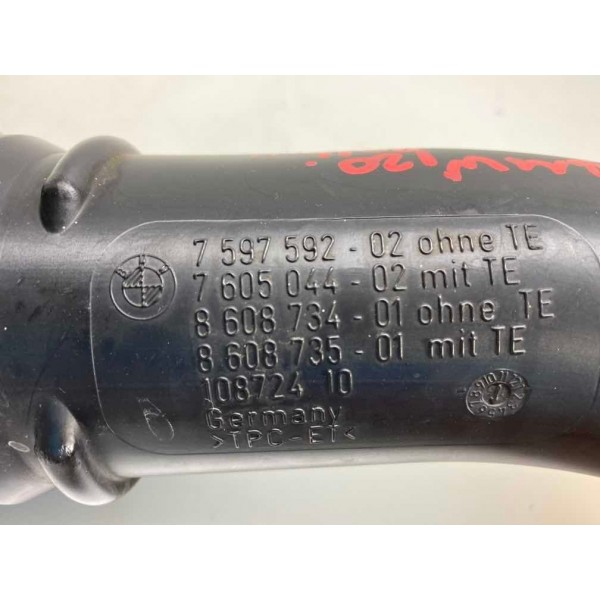 7 597 592 - 02 ohne TE
7 605 044 - 02 mit TE
8 608 734 - 01 ohne TE
8 608 735 - 01 mit TE
108724 10
Germany
>TPC-ET<